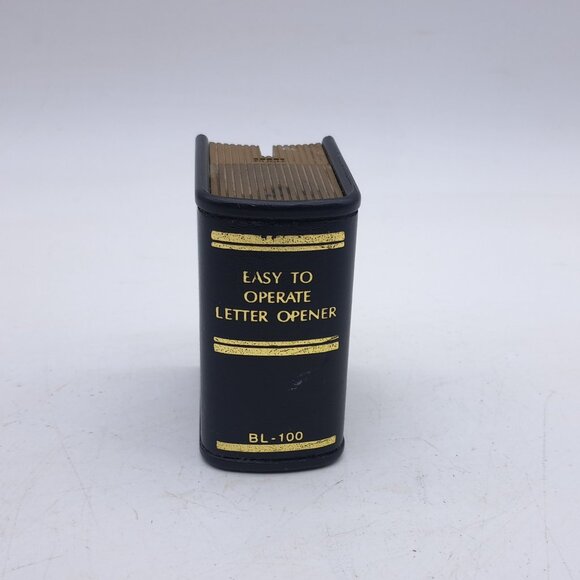 EASY TO
OPERATE
LETTER OPENER
BL-100